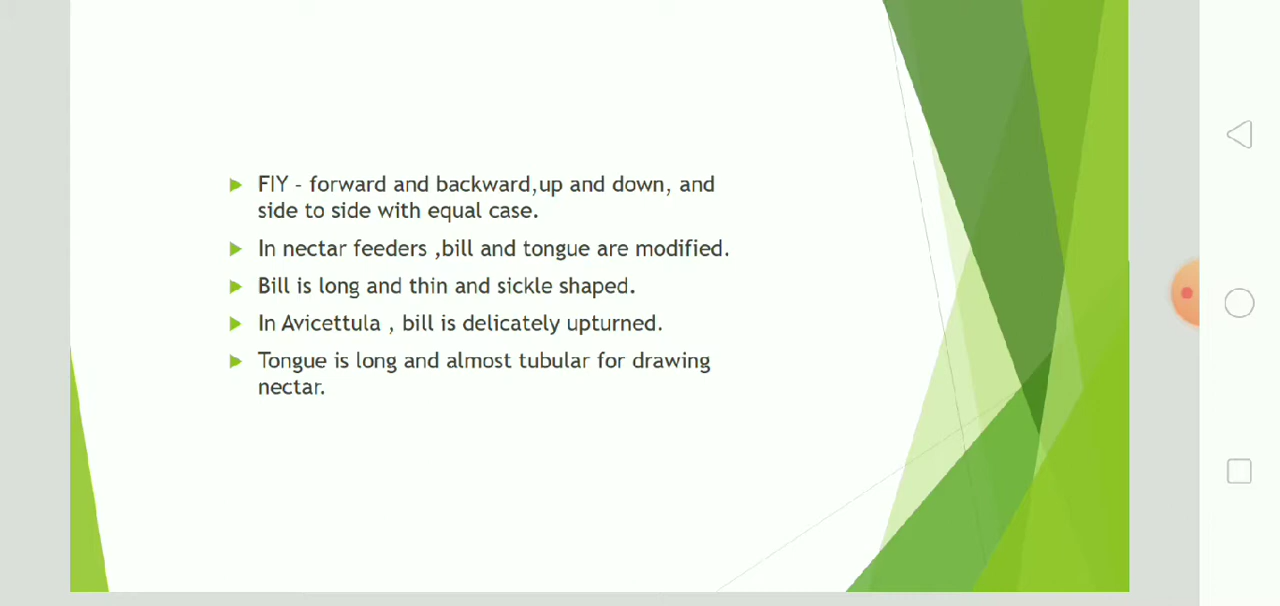 FIY - forward and backward,up and down, and
side to side with equal case.
In nectar feeders ,bill and tongue are modified.
Bill is long and thin and sickle shaped.
In Avicettula , bill is delicately upturned.
Tongue is long and almost tubular for drawing
nectar.